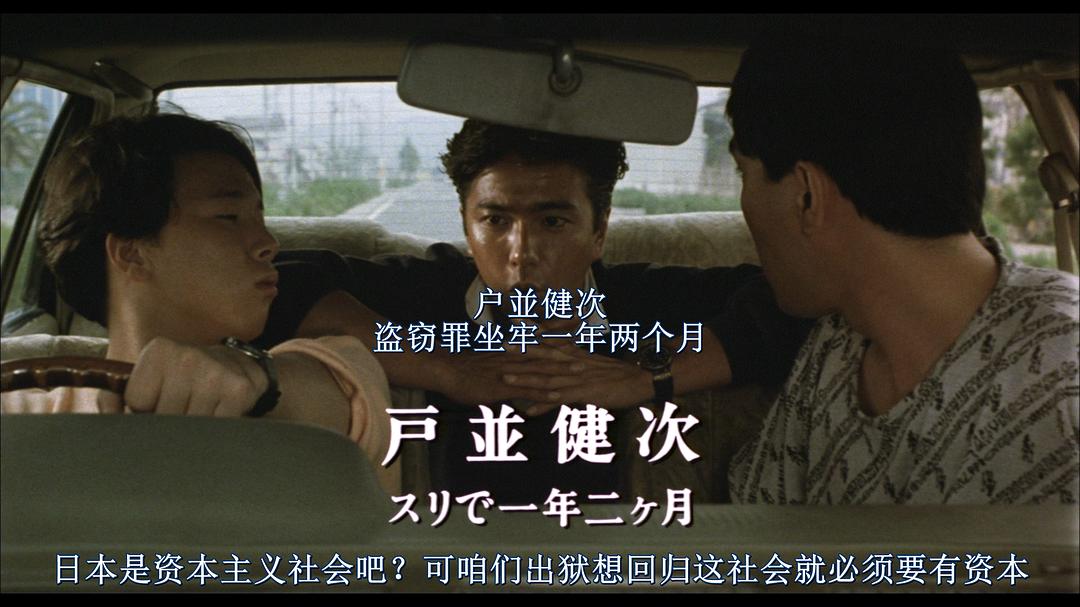 户並健次
盗窃罪坐牢一年两个月
戸並健次
スリで一年二ヶ月
日本是资本主义社会吧？可咱们出狱想回归这社会就必须要有资本